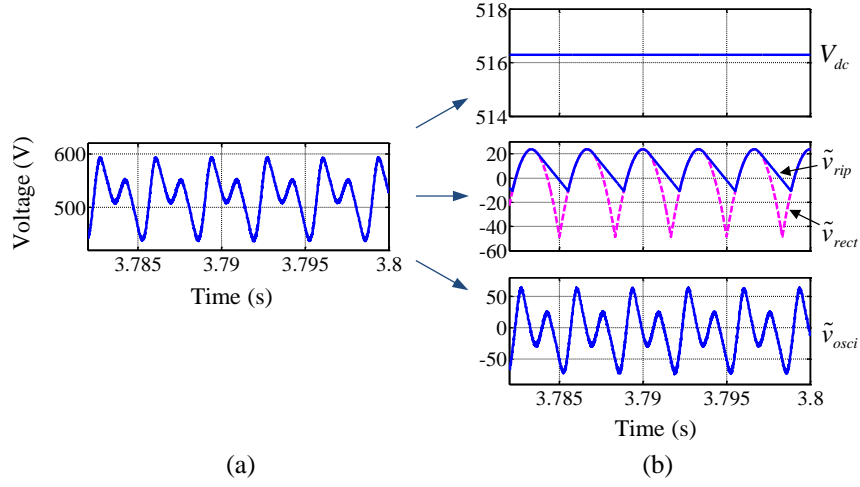 Voltage (V)
600
500
3.785
3.79
3.795
3.8
Time (s)
(a)
518
516
514
V_dc
20
0
-20
-40
-60
ṽ_rip
ṽ_rect
50
0
-50
ṽ_osci
3.785
3.79
3.795
3.8
Time (s)
(b)